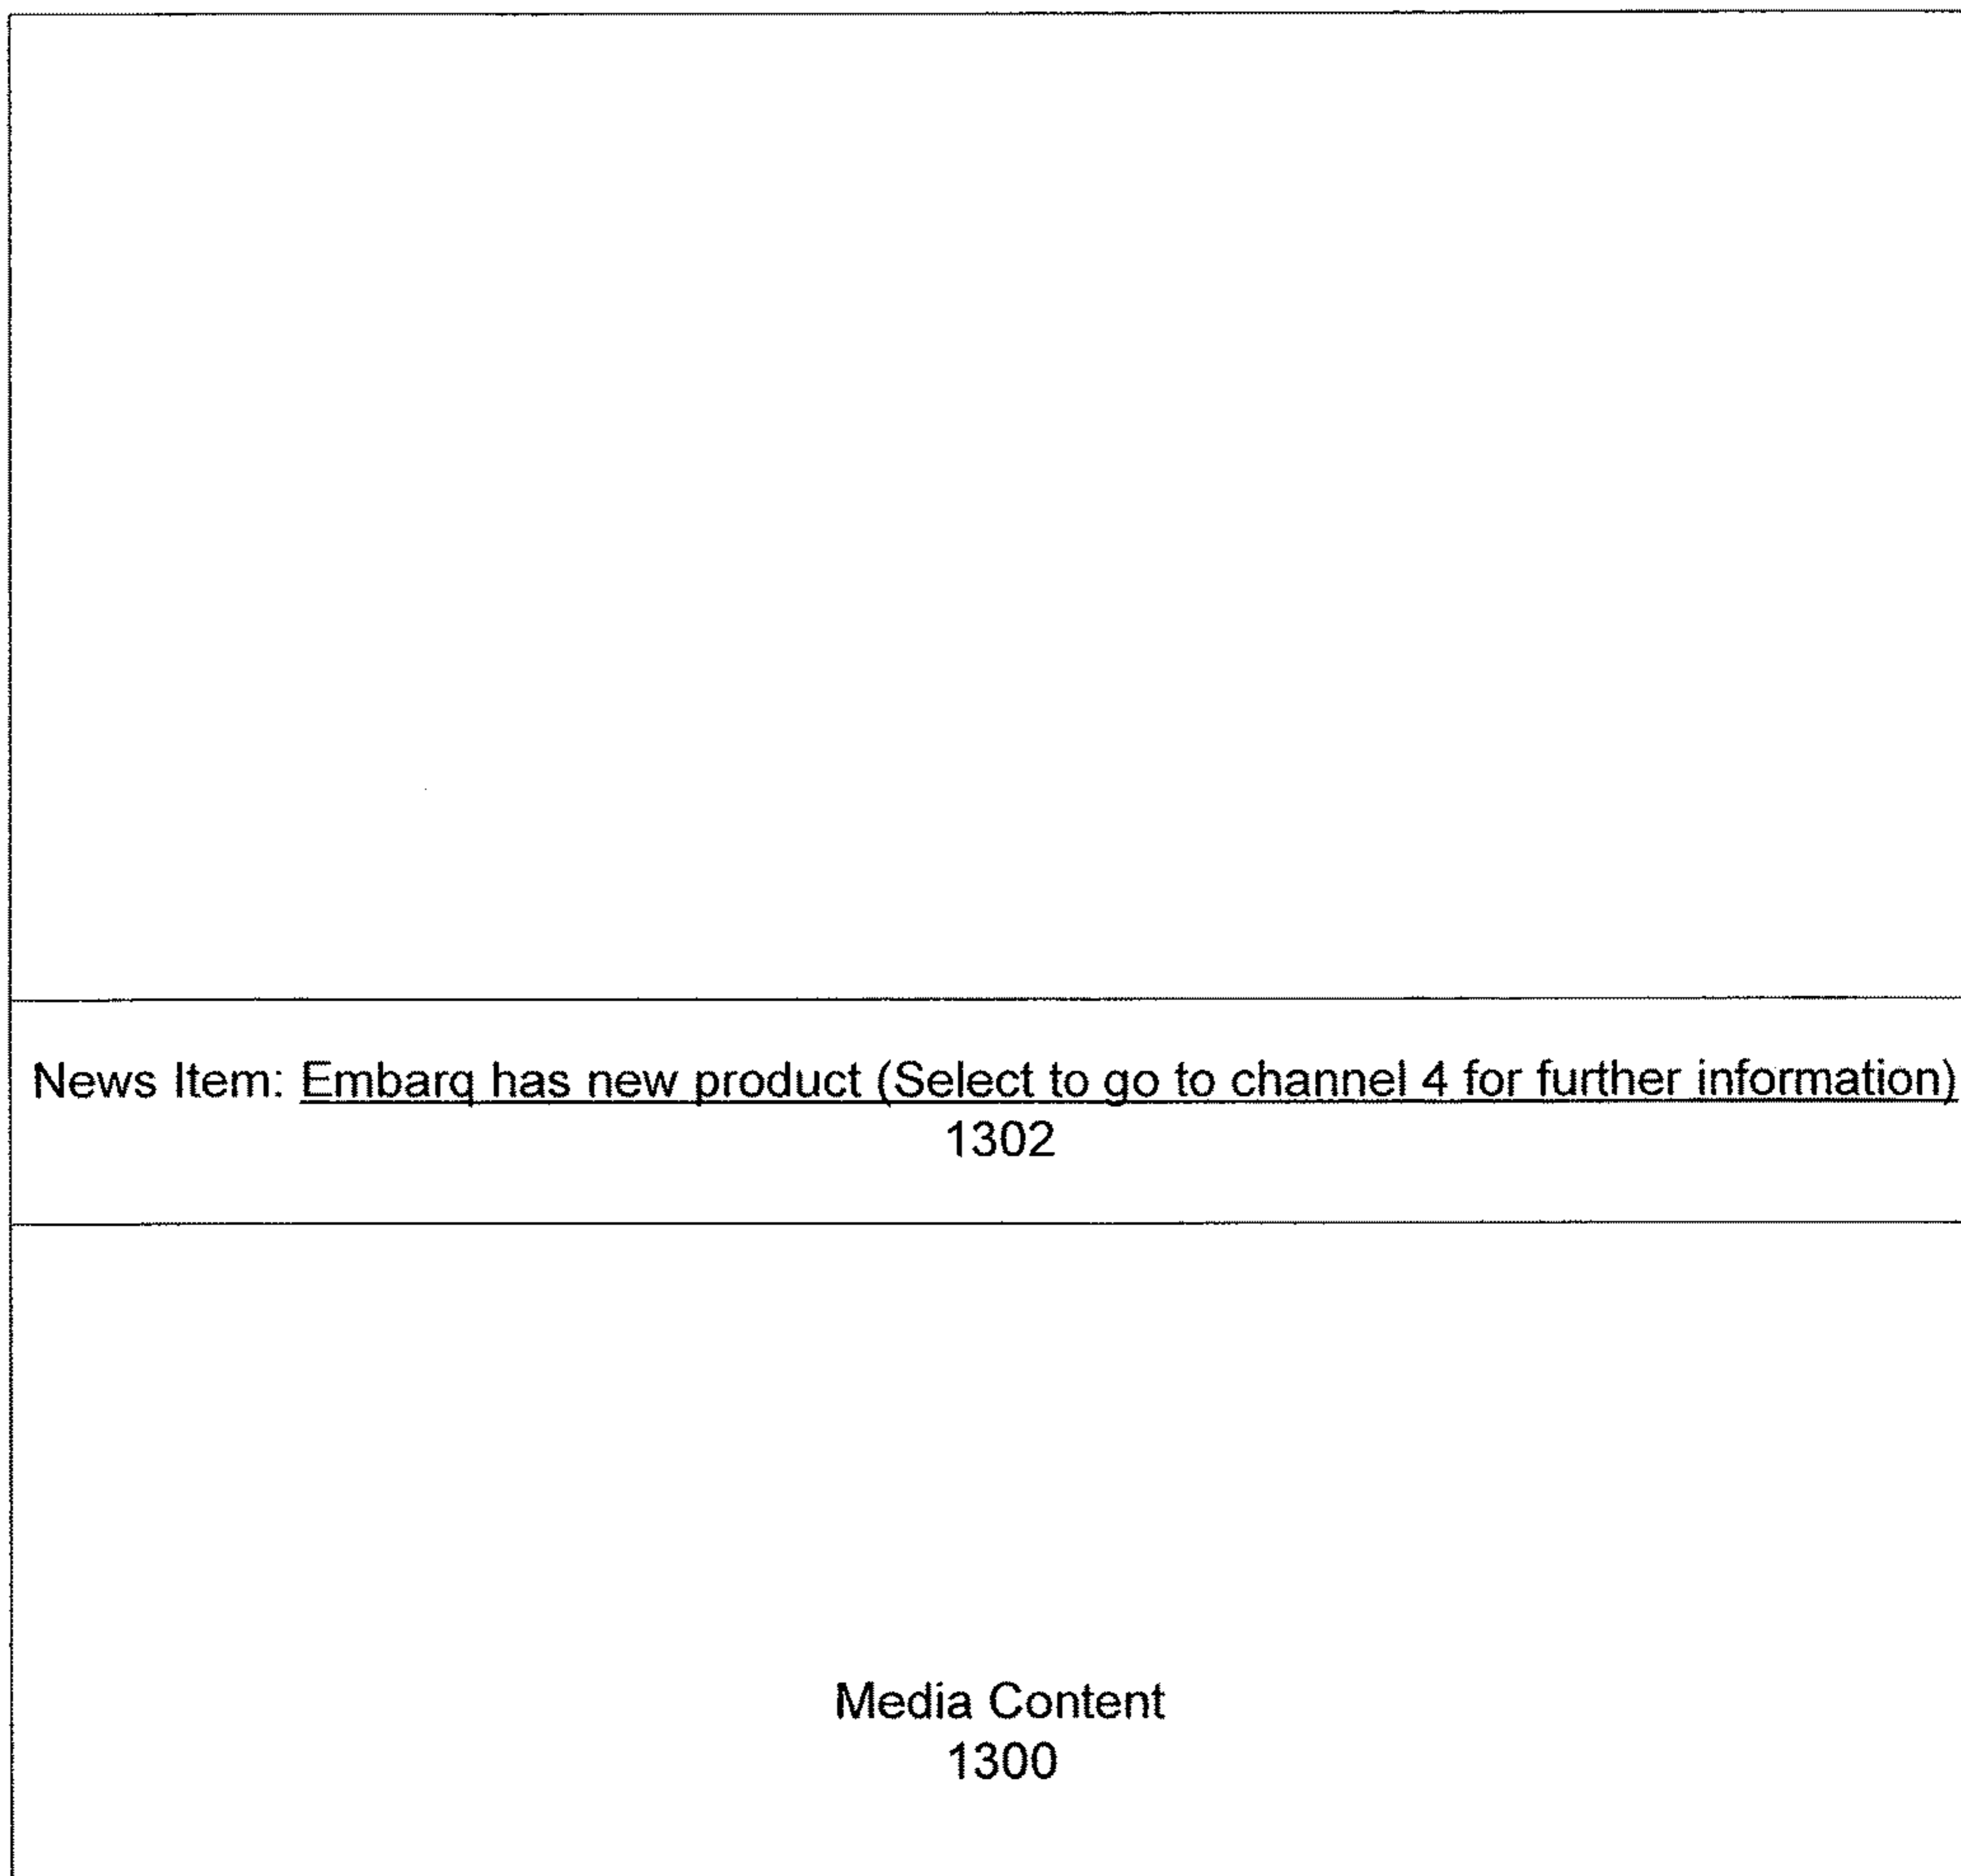 News Item: Embarq has new product (Select to go to channel 4 for further information)
1302
Media Content
1300